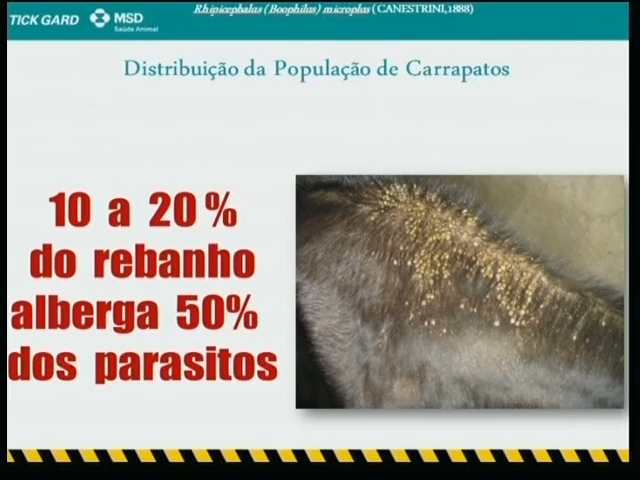 Rhipicephalus (Boophilus) microplus (CANESTRINI, 1888)
TICK GARD MSD
Saúde Animal
Distribuição da População de Carrapatos
10 a 20%
do rebanho
alberga 50%
dos parasitos